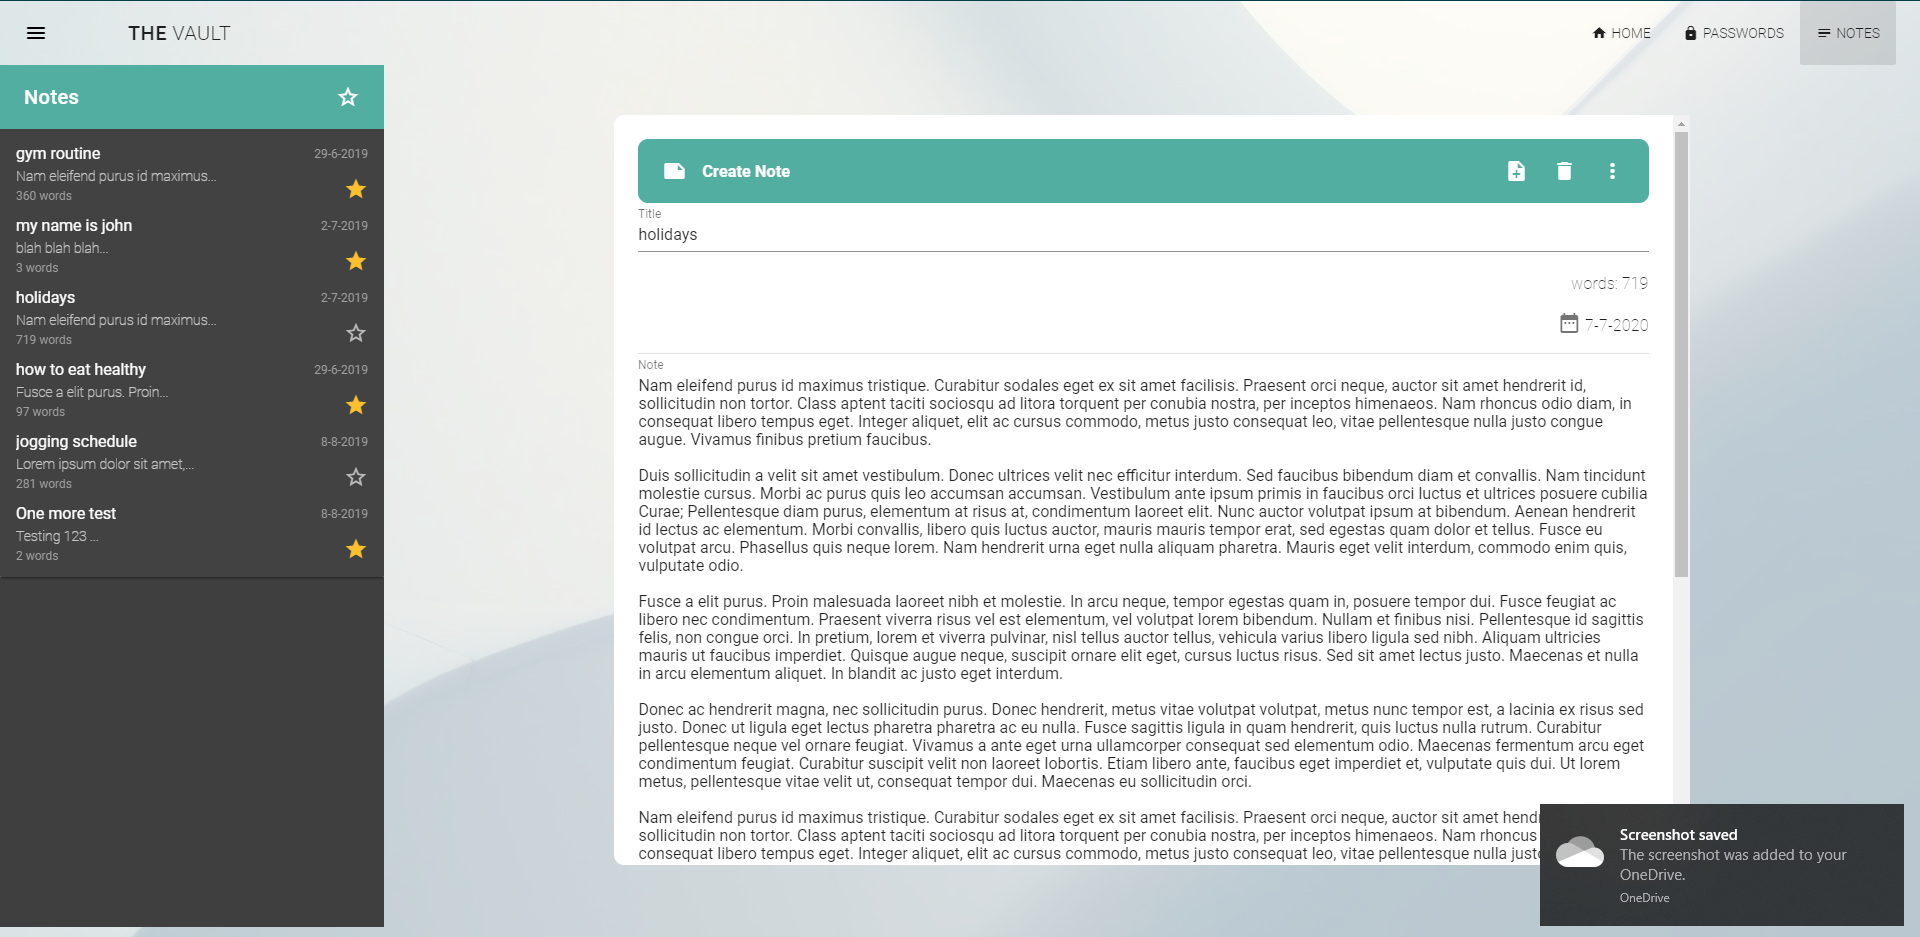 THE VAULT
HOME
PASSWORDS
NOTES
Notes
gym routine
29-6-2019
Nam eleifend purus id maximus...
360 words
my name is john
2-7-2019
blah blah blah...
3 words
holidays
2-7-2019
Nam eleifend purus id maximus...
719 words
how to eat healthy
29-6-2019
Fusce a elit purus. Proin...
97 words
jogging schedule
8-8-2019
Lorem ipsum dolor sit amet,...
281 words
One more test
8-8-2019
Testing 123 ...
2 words
Create Note
Title
holidays
words: 719
7-7-2020
Note
Nam eleifend purus id maximus tristique. Curabitur sodales eget ex sit amet facilisis. Praesent orci neque, auctor sit amet hendrerit id,
sollicitudin non tortor. Class aptent taciti sociosqu ad litora torquent per conubia nostra, per inceptos himenaeos. Nam rhoncus odio diam, in
consequat libero tempus eget. Integer aliquet, elit ac cursus commodo, metus justo consequat leo, vitae pellentesque nulla justo congue
augue. Vivamus finibus pretium faucibus.
Duis sollicitudin a velit sit amet vestibulum. Donec ultrices velit nec efficitur interdum. Sed faucibus bibendum diam et convallis. Nam tincidunt
molestie cursus. Morbi ac purus quis leo accumsan accumsan. Vestibulum ante ipsum primis in faucibus orci luctus et ultrices posuere cubilia
Curae; Pellentesque diam purus, elementum at risus at, condimentum laoreet elit. Nunc auctor volutpat ipsum at bibendum. Aenean hendrerit
id lectus ac elementum. Morbi convallis, libero quis luctus auctor, mauris mauris tempor erat, sed egestas quam dolor et tellus. Fusce eu
volutpat arcu. Phasellus quis neque lorem. Nam hendrerit urna eget nulla aliquam pharetra. Mauris eget velit interdum, commodo enim quis,
vulputate odio.
Fusce a elit purus. Proin malesuada laoreet nibh et molestie. In arcu neque, tempor egestas quam in, posuere tempor dui. Fusce feugiat ac
libero nec condimentum. Praesent viverra risus vel est elementum, vel volutpat lorem bibendum. Nullam et finibus nisi. Pellentesque id sagittis
felis, non congue orci. In pretium, lorem et viverra pulvinar, nisl tellus auctor tellus, vehicula varius libero ligula sed nibh. Aliquam ultricies
mauris ut faucibus imperdiet. Quisque augue neque, suscipit ornare elit eget, cursus luctus risus. Sed sit amet lectus justo. Maecenas et nulla
in arcu elementum aliquet. In blandit ac justo eget interdum.
Donec ac hendrerit magna, nec sollicitudin purus. Donec hendrerit, metus vitae volutpat volutpat, metus nunc tempor est, a lacinia ex risus sed
justo. Donec ut ligula eget lectus pharetra pharetra ac eu nulla. Fusce sagittis ligula in quam hendrerit, quis luctus nulla rutrum. Curabitur
pellentesque neque vel ornare feugiat. Vivamus a ante eget urna ullamcorper consequat sed elementum odio. Maecenas fermentum arcu eget
condimentum feugiat. Curabitur suscipit velit non laoreet lobortis. Etiam libero ante, faucibus eget imperdiet et, vulputate quis dui. Ut lorem
metus, pellentesque vitae velit ut, consequat tempor dui. Maecenas eu sollicitudin orci.
Nam eleifend purus id maximus tristique. Curabitur sodales eget ex sit amet facilisis. Praesent orci neque, auctor sit amet
sollicitudin non tortor. Class aptent taciti sociosqu ad litora torquent per conubia nostra, per inceptos himenaeos. Nam rhoncus
consequat libero tempus eget. Integer aliquet, elit ac cursus commodo, metus justo consequat leo, vitae pellentesque nulla
Screenshot saved
The screenshot was added to your
OneDrive.
OneDrive